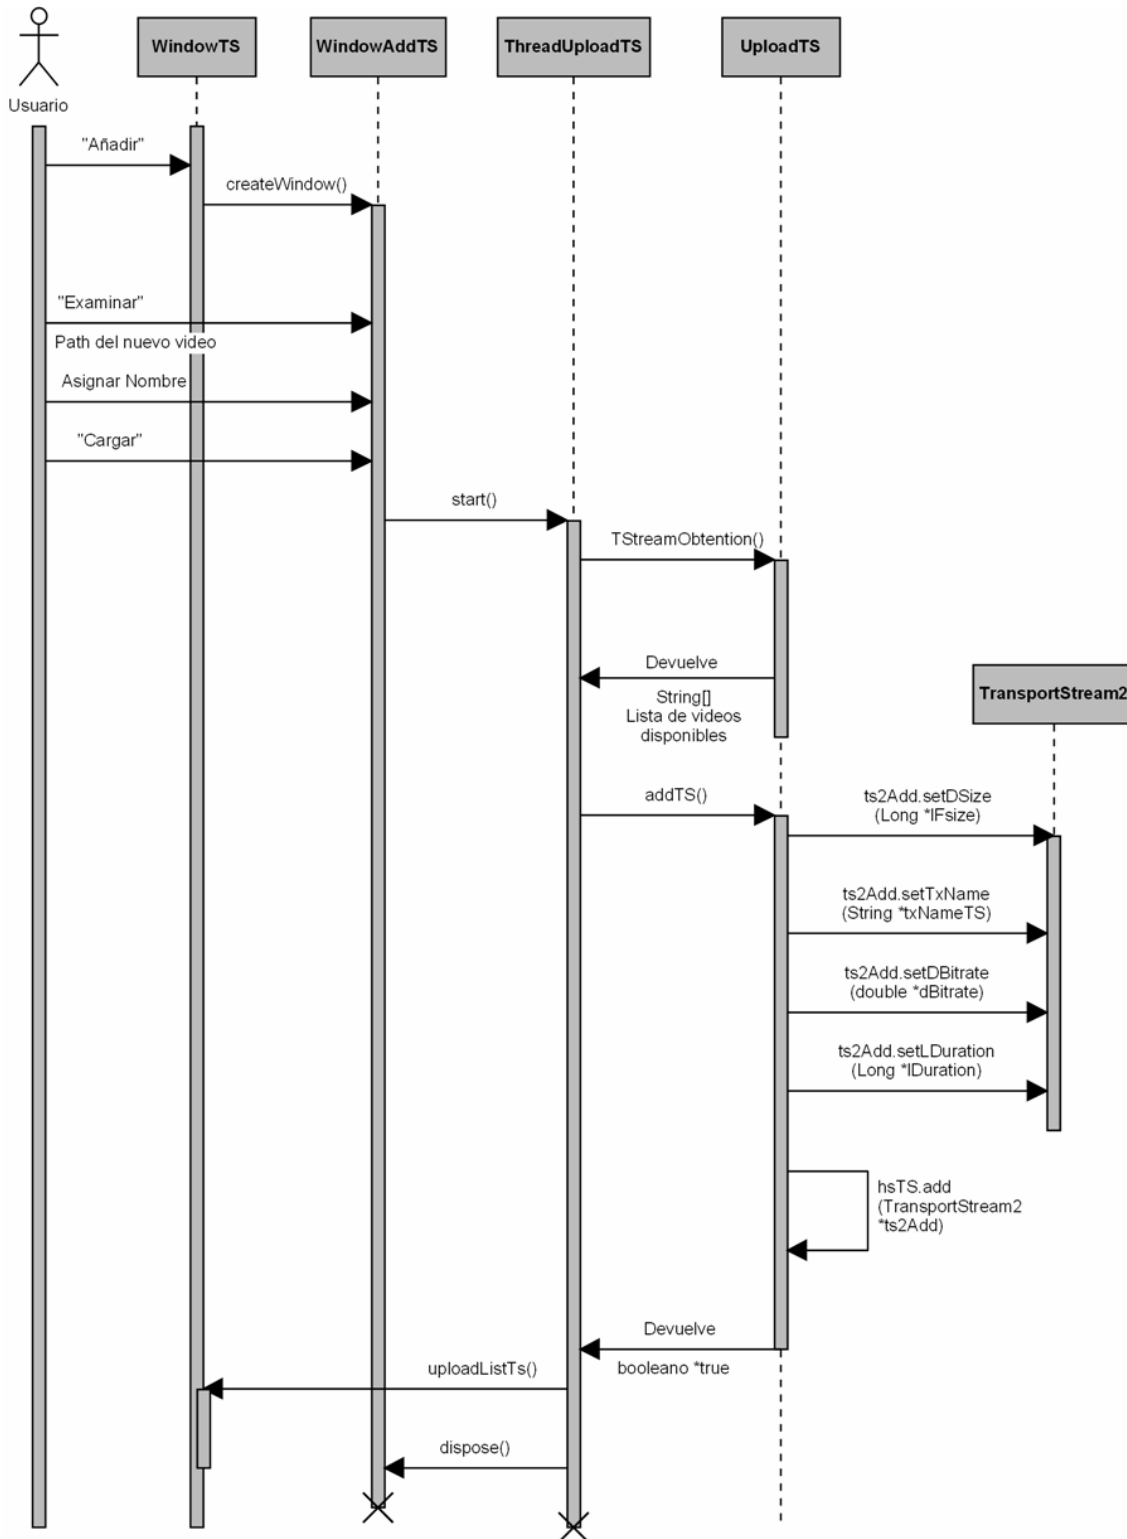 WindowTS
WindowAddTS
ThreadUploadTS
UploadTS
Usuario
"Añadir"
createWindow()
"Examinar"
Path del nuevo video
Asignar Nombre
"Cargar"
start()
TStreamObtention()
Devuelve
String[]
Lista de videos
disponibles
TransportStream2
addTS()
ts2Add.setDSize
(Long *lFsize)
ts2Add.setTxName
(String *txNameTS)
ts2Add.setDBitrate
(double *dBitrate)
ts2Add.setLDuration
(Long *lDuration)
hsTS.add
(TransportStream2
*ts2Add)
Devuelve
booleano *true
uploadListTs()
dispose()